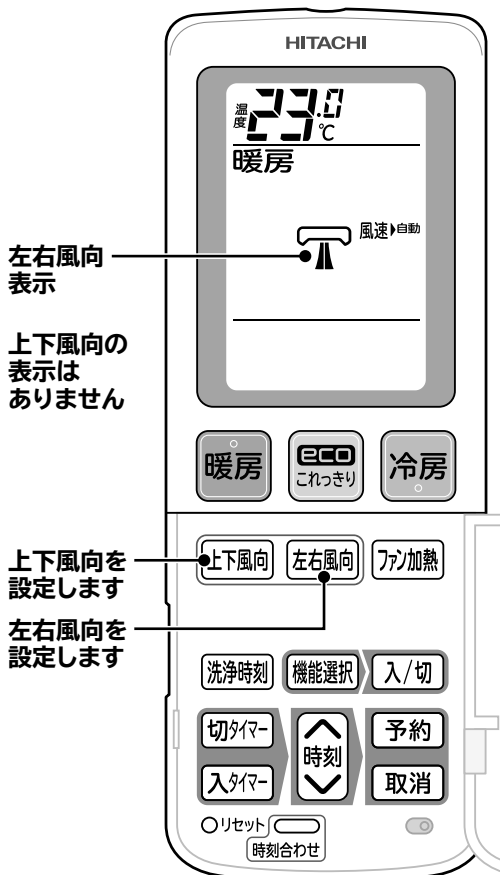 HITACHI
温度 23.0℃
暖房
風速 自動
左右風向
表示
上下風向の
表示は
ありません
暖房
eco
これっきり
冷房
上下風向を
設定します
上下風向 左右風向 ファン加熱
左右風向を
設定します
洗浄時刻 機能選択 入/切
切タイマー
時刻
予約
入タイマー
取消
リセット
時刻合わせ